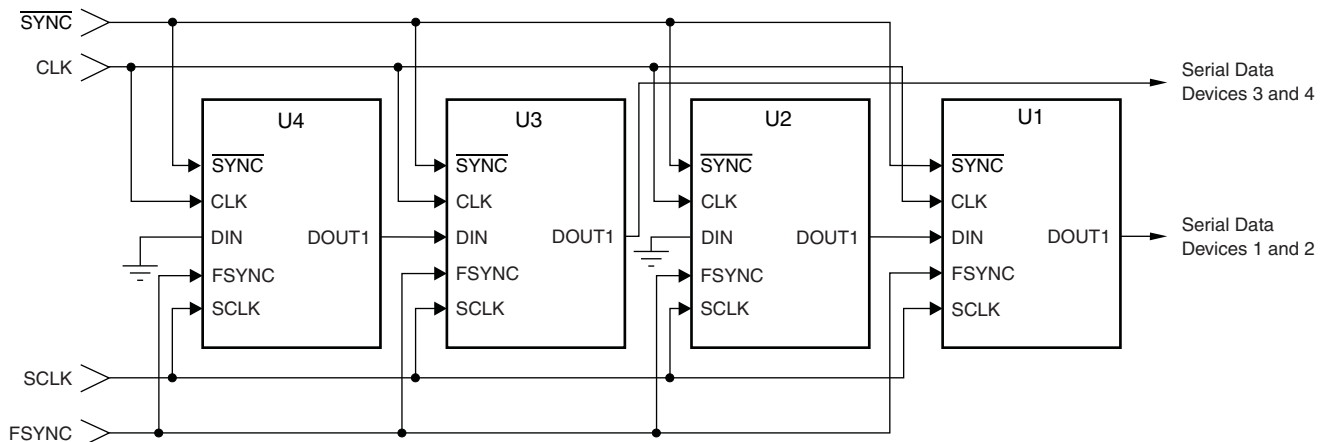 SYNC
CLK
Serial Data
Devices 3 and 4
U4
SYNC
CLK
DIN
DOUT1
FSYNC
SCLK
U3
SYNC
CLK
DIN
DOUT1
FSYNC
SCLK
U2
SYNC
CLK
DIN
DOUT1
FSYNC
SCLK
U1
SYNC
CLK
DIN
DOUT1
FSYNC
SCLK
Serial Data
Devices 1 and 2
SCLK
FSYNC